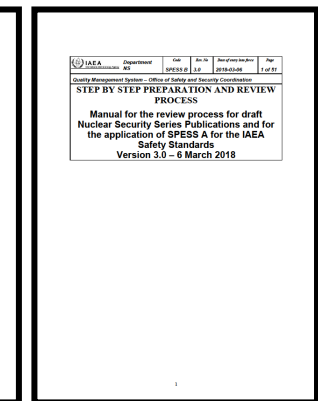 IAEA
Department
NS
Code
SPESS B
Rev. No
3.0
Date of entry into force
2018-03-06
Page
1 of 51
Quality Management System – Office of Safety and Security Coordination
STEP BY STEP PREPARATION AND REVIEW
PROCESS
Manual for the review process for draft
Nuclear Security Series Publications and for
the application of SPESS A for the IAEA
Safety Standards
Version 3.0 – 6 March 2018
1